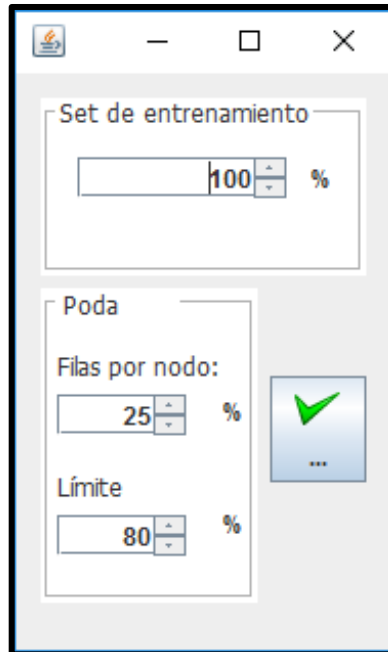 Set de entrenamiento
100 %
Poda
Filas por nodo:
25 %
Límite
80 %
...